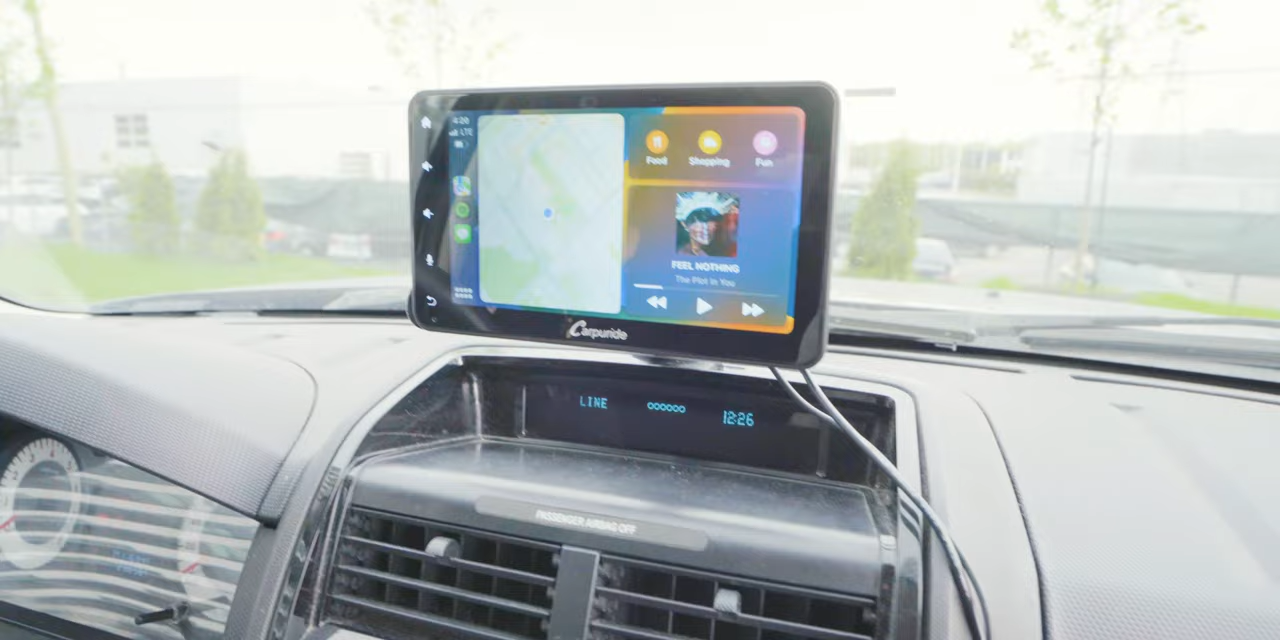 4:20
LTE
Food Shopping Fun
FEEL NOTHING
The Plot in You
Carpuride
LINE 12:26
PASSENGER AIRBAG OFF